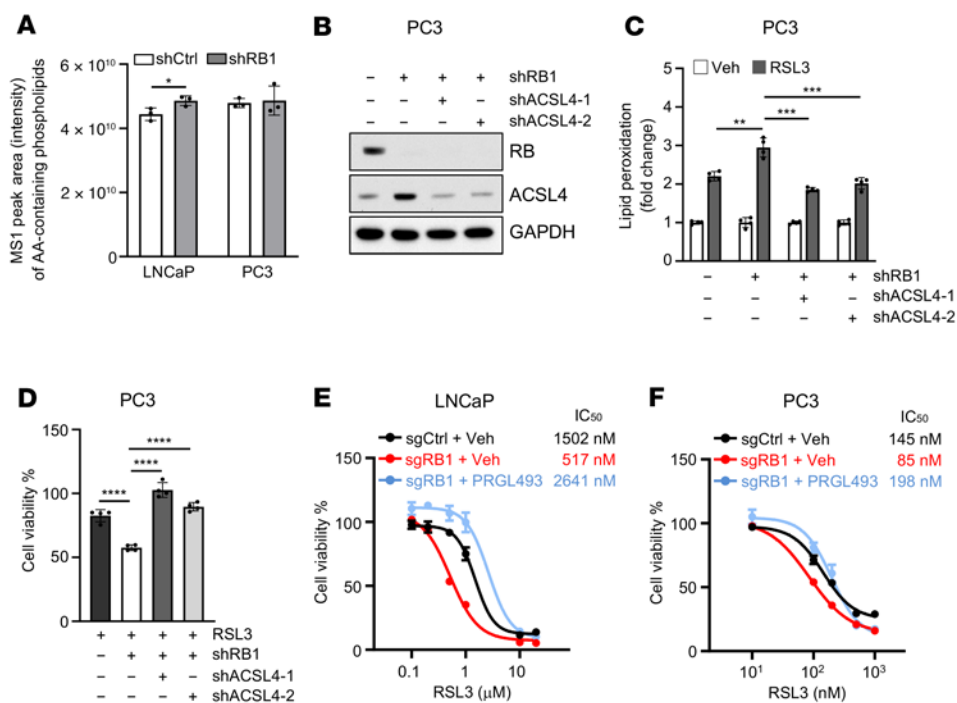 A
shCtrl shRB1
MS1 peak area (intensity)
of AA-containing phospholipids
6 × 10¹⁰
4 × 10¹⁰
2 × 10¹⁰
0
*
LNCaP PC3
B
PC3
– + + + shRB1
– – + – shACSL4-1
– – – + shACSL4-2
RB
ACSL4
GAPDH
C
PC3
Veh RSL3
Lipid peroxidation
(fold change)
5
4
3
2
1
0
** *** ***
– + + + shRB1
– – + – shACSL4-1
– – – + shACSL4-2
D
PC3
Cell viability %
150
100
50
0
**** **** ****
+ + + + RSL3
– + + + shRB1
– – + – shACSL4-1
– – – + shACSL4-2
E
LNCaP
IC₅₀
sgCtrl + Veh 1502 nM
sgRB1 + Veh 517 nM
sgRB1 + PRGL493 2641 nM
Cell viability %
150
100
50
0
0.1 1 10
RSL3 (μM)
F
PC3
IC₅₀
sgCtrl + Veh 145 nM
sgRB1 + Veh 85 nM
sgRB1 + PRGL493 198 nM
Cell viability %
150
100
50
0
10¹ 10² 10³
RSL3 (nM)